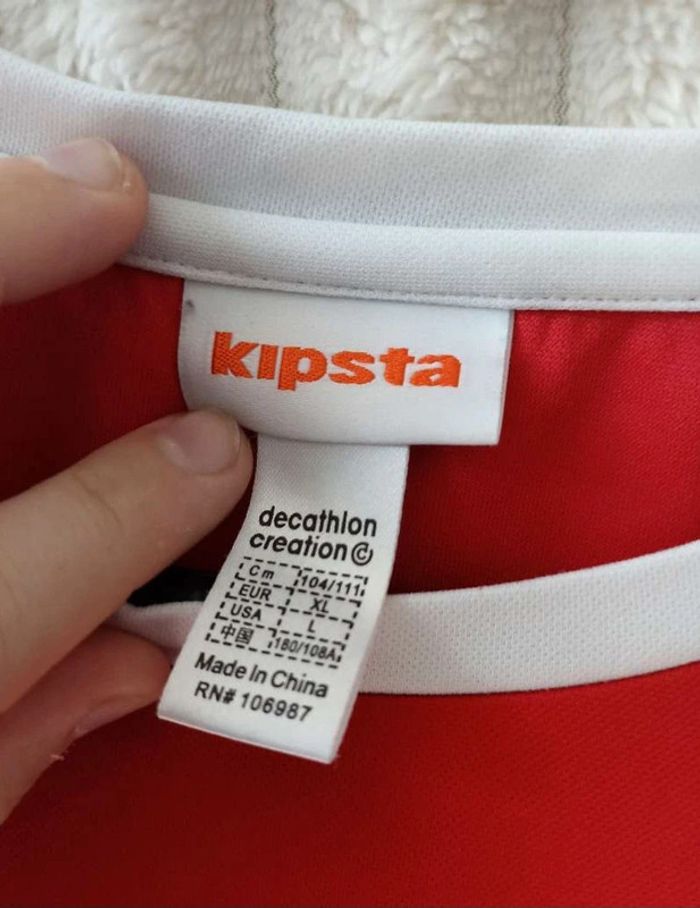 kipsta
decathlon
creation©
Cm 104/111
EUR XL
USA L
中国 180/108A
Made In China
RN# 106987